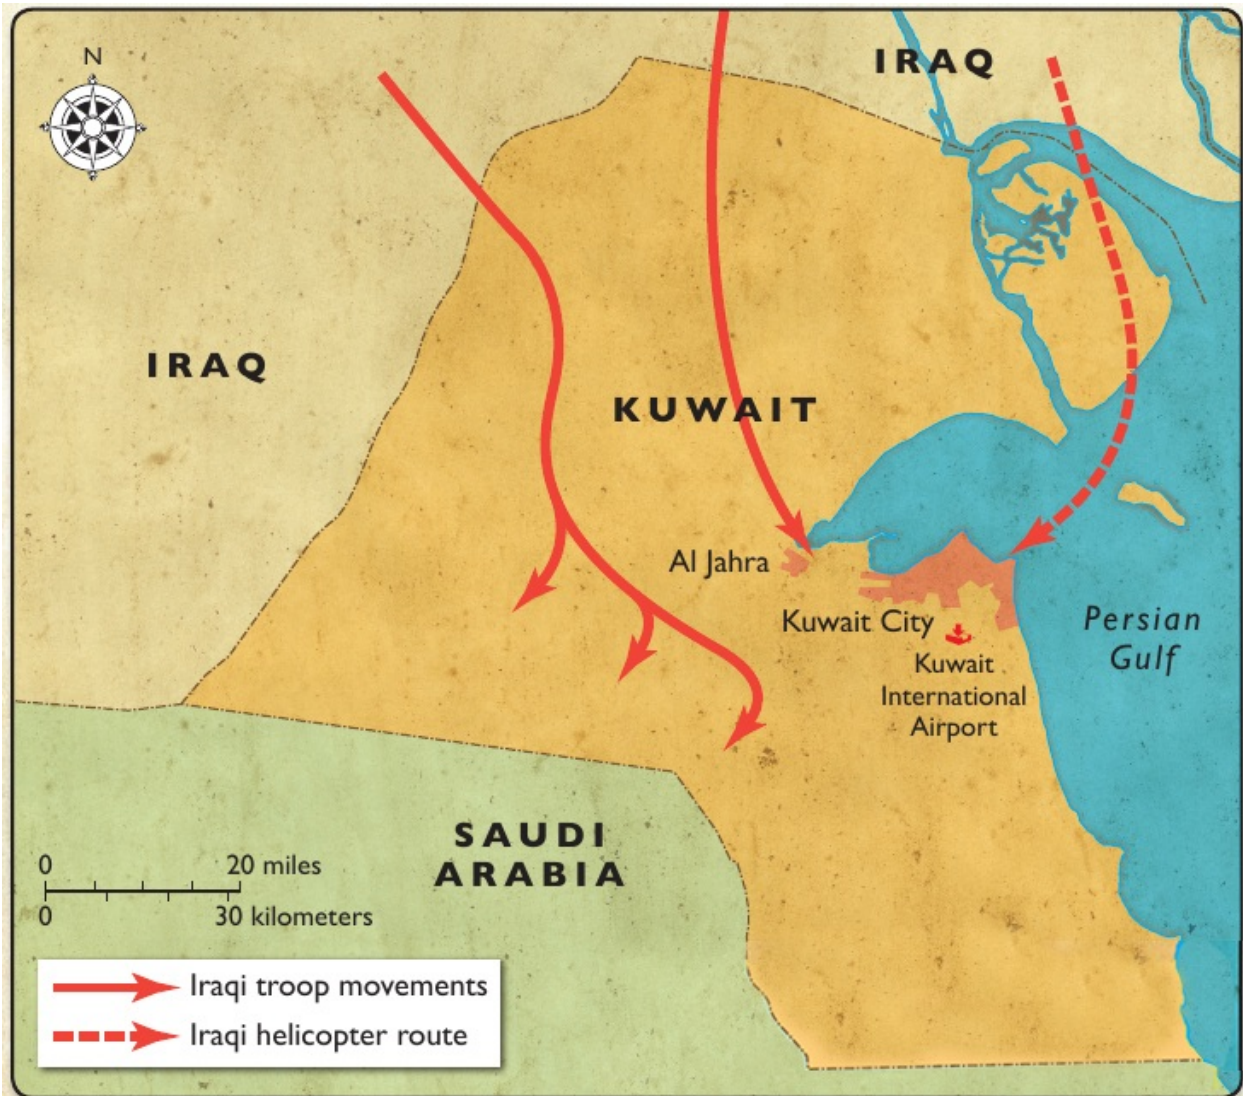 N
IRAQ
IRAQ
KUWAIT
Al Jahra
Kuwait City
Kuwait
International
Airport
Persian
Gulf
SAUDI
ARABIA
0 20 miles
0 30 kilometers
Iraqi troop movements
Iraqi helicopter route